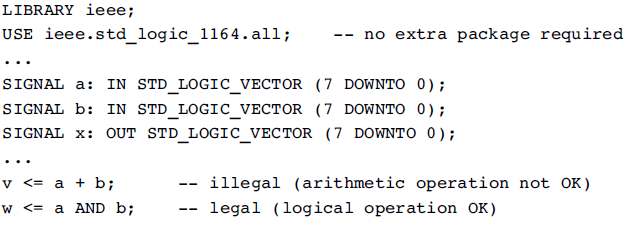 LIBRARY ieee;
USE ieee.std_logic_1164.all;    -- no extra package required
...
SIGNAL a: IN STD_LOGIC_VECTOR (7 DOWNTO 0);
SIGNAL b: IN STD_LOGIC_VECTOR (7 DOWNTO 0);
SIGNAL x: OUT STD_LOGIC_VECTOR (7 DOWNTO 0);
...
v <= a + b;      -- illegal (arithmetic operation not OK)
w <= a AND b;    -- legal (logical operation OK)